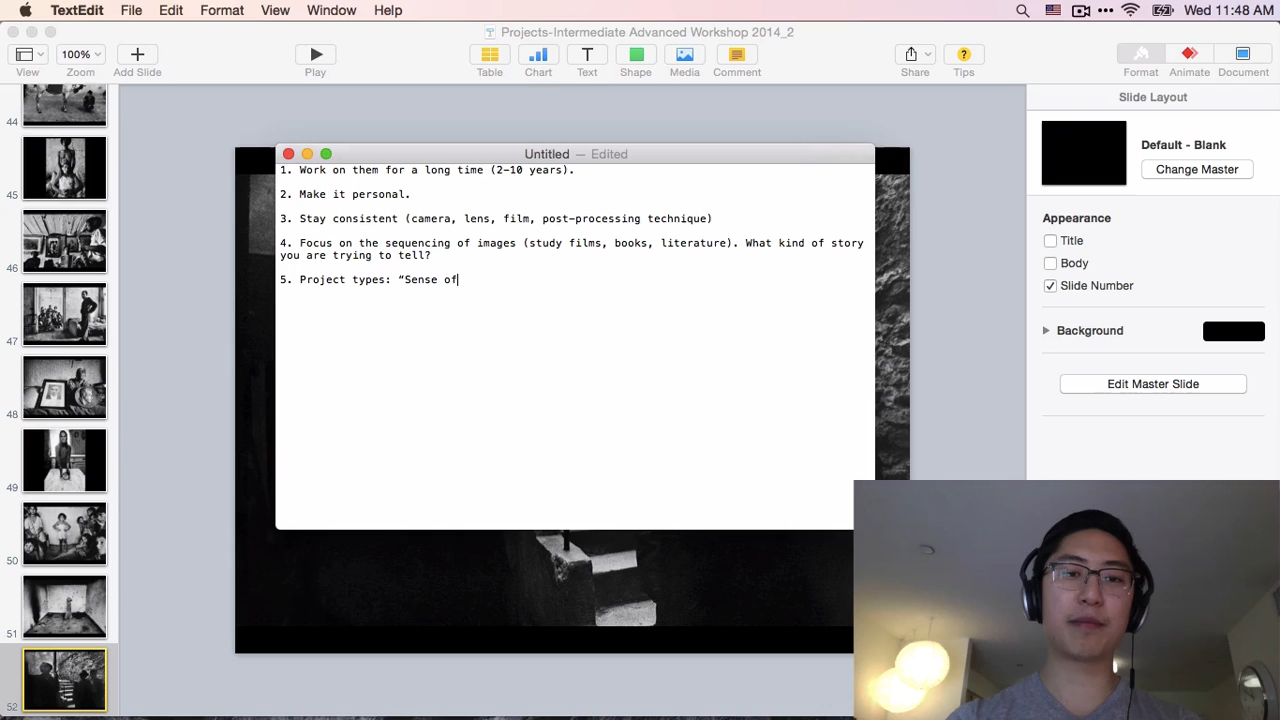 TextEdit File Edit Format View Window Help Wed 11:48 AM
Projects-Intermediate Advanced Workshop 2014_2
100%
View Zoom Add Slide Play Table Chart Text Shape Media Comment Share Tips Format Animate Document
Slide Layout
Default - Blank
Change Master
Appearance
Title
Body
Slide Number
Background
Edit Master Slide
44
45
46
47
48
49
50
51
52
Untitled — Edited
1. Work on them for a long time (2-10 years).
2. Make it personal.
3. Stay consistent (camera, lens, film, post-processing technique)
4. Focus on the sequencing of images (study films, books, literature). What kind of story
you are trying to tell?
5. Project types: “Sense of